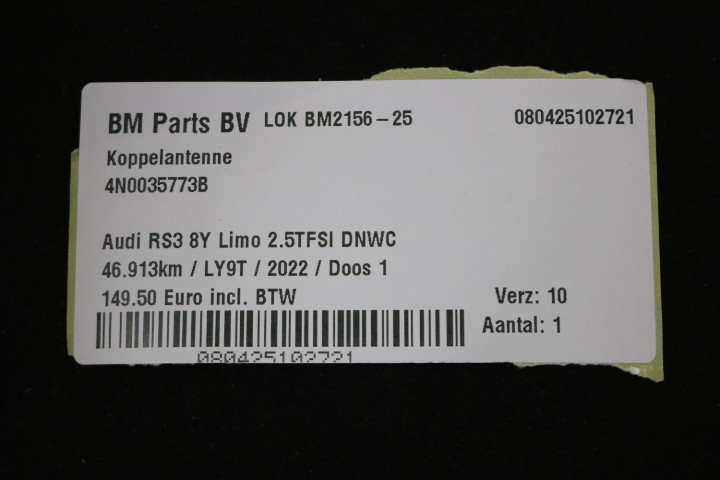 BM Parts BV LOK BM2156-25 080425102721
Koppelantenne
4N0035773B
Audi RS3 8Y Limo 2.5TFSI DNWC
46.913km / LY9T / 2022 / Doos 1
149.50 Euro incl. BTW Verz: 10
Aantal: 1
080425102721